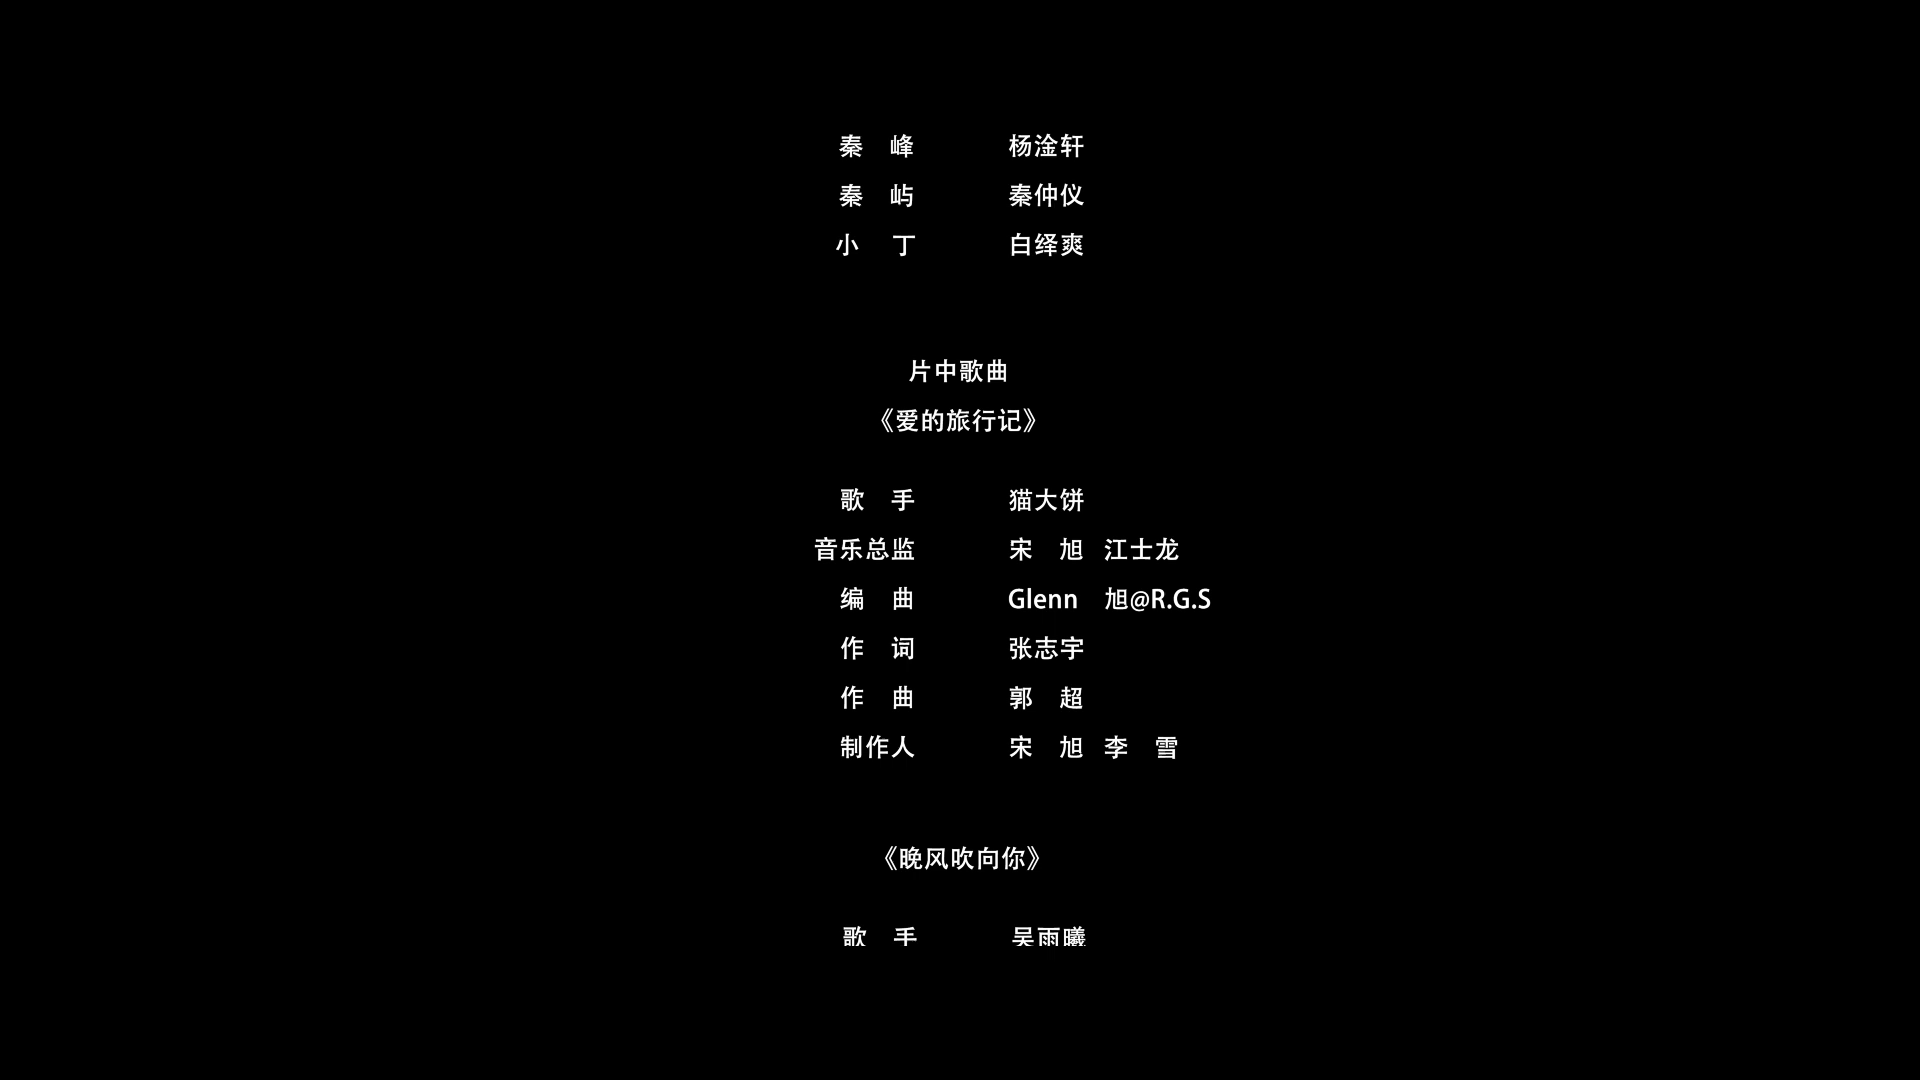 秦　峰　杨淦轩
秦　屿　秦仲仪
小　丁　白绎爽
片中歌曲
《爱的旅行记》
歌　手　猫大饼
音乐总监　宋　旭　江士龙
编　曲　Glenn　旭@R.G.S
作　词　张志宇
作　曲　郭　超
制作人　宋　旭　李　雪
《晚风吹向你》
歌　手　吴雨曦